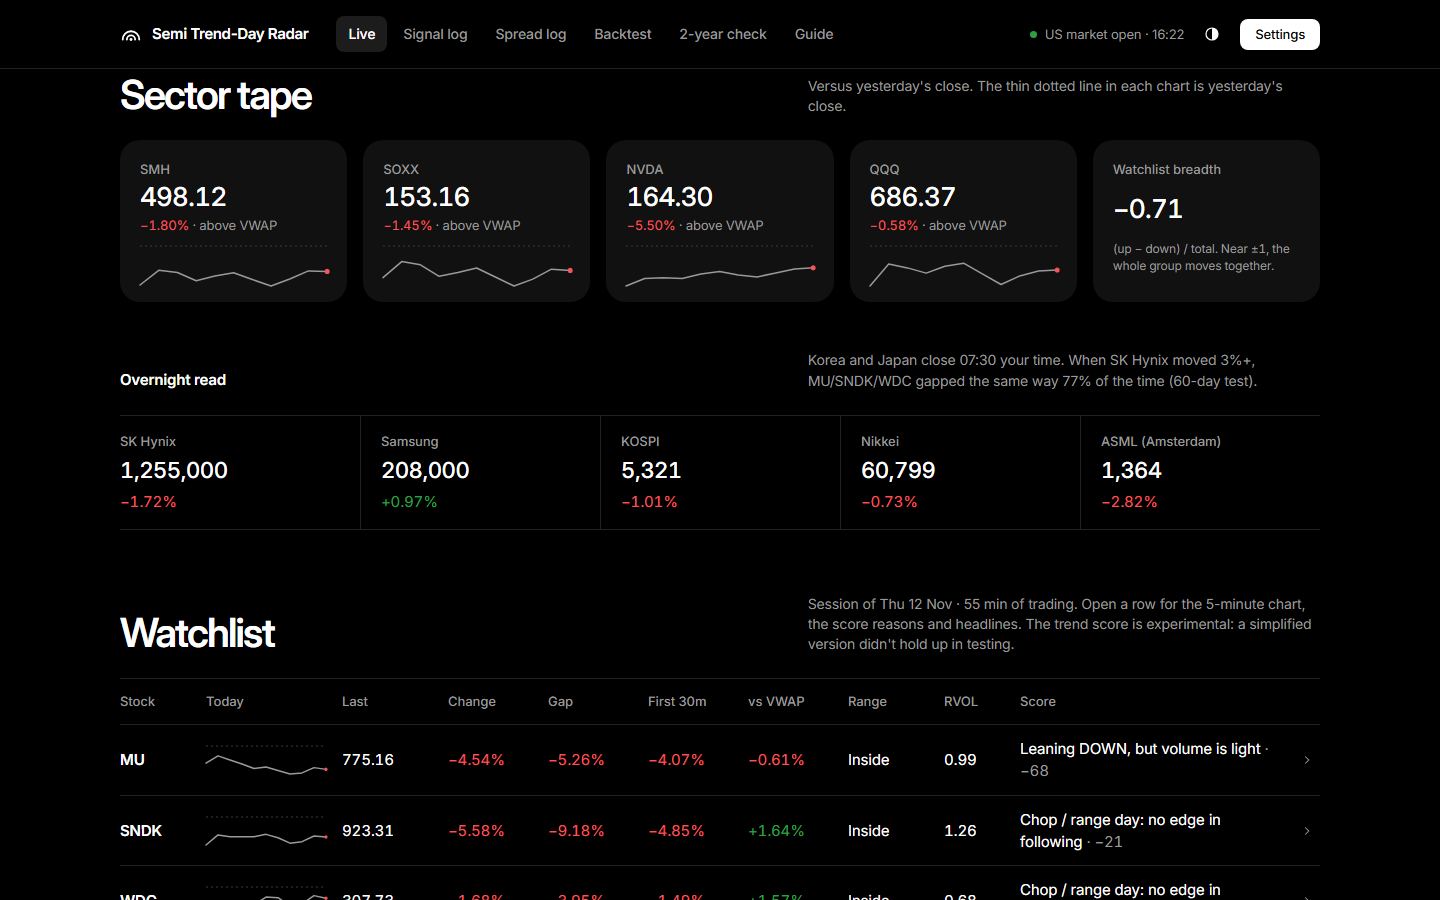 Semi Trend-Day Radar
Live
Signal log
Spread log
Backtest
2-year check
Guide
US market open · 16:22
Settings
Sector tape
Versus yesterday's close. The thin dotted line in each chart is yesterday's
close.
SMH
498.12
−1.80% · above VWAP
SOXX
153.16
−1.45% · above VWAP
NVDA
164.30
−5.50% · above VWAP
QQQ
686.37
−0.58% · above VWAP
Watchlist breadth
−0.71
(up − down) / total. Near ±1, the
whole group moves together.
Overnight read
Korea and Japan close 07:30 your time. When SK Hynix moved 3%+,
MU/SNDK/WDC gapped the same way 77% of the time (60-day test).
SK Hynix
1,255,000
−1.72%
Samsung
208,000
+0.97%
KOSPI
5,321
−1.01%
Nikkei
60,799
−0.73%
ASML (Amsterdam)
1,364
−2.82%
Watchlist
Session of Thu 12 Nov · 55 min of trading. Open a row for the 5-minute chart,
the score reasons and headlines. The trend score is experimental: a simplified
version didn't hold up in testing.
Stock Today Last Change Gap First 30m vs VWAP Range RVOL Score
MU 775.16 −4.54% −5.26% −4.07% −0.61% Inside 0.99 Leaning DOWN, but volume is light ·
−68
SNDK 923.31 −5.58% −9.18% −4.85% +1.64% Inside 1.26 Chop / range day: no edge in
following · −21
WDC Chop / range day: no edge in